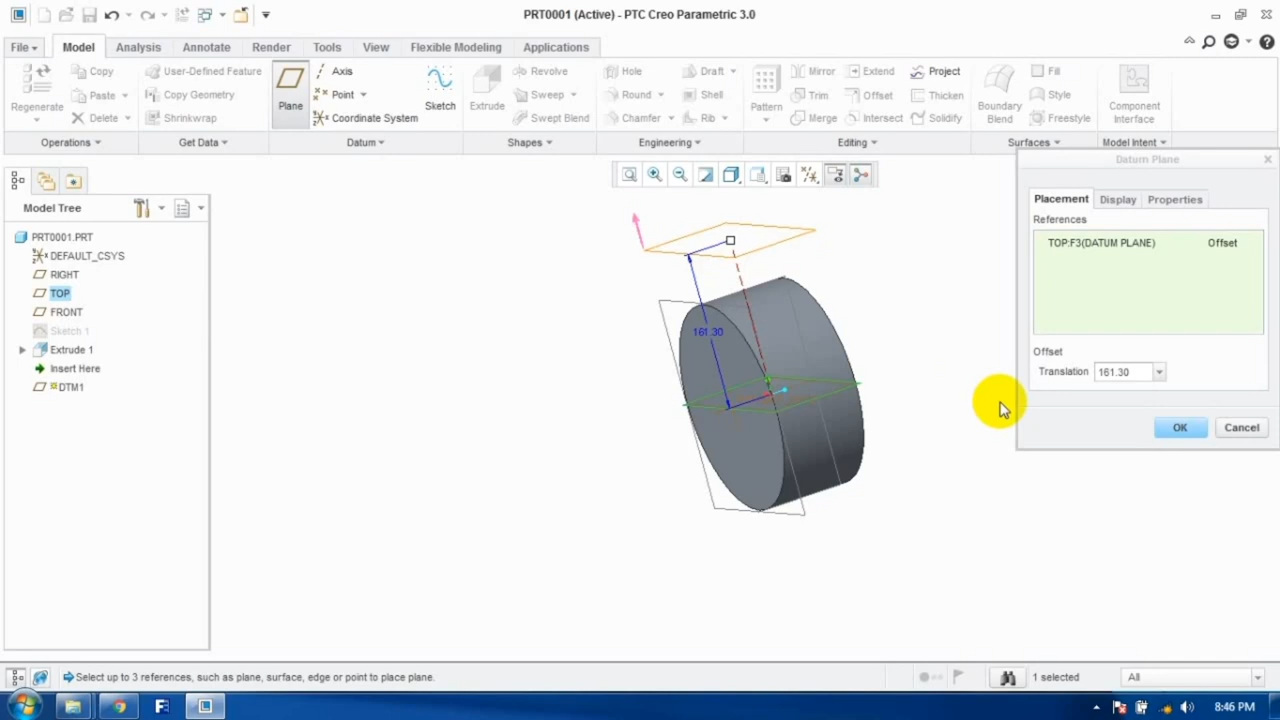 PRT0001 (Active) - PTC Creo Parametric 3.0
File Model Analysis Annotate Render Tools View Flexible Modeling Applications
Regenerate Copy Paste Delete User-Defined Feature Copy Geometry Shrinkwrap Plane Axis Point Coordinate System Sketch Extrude Revolve Sweep Swept Blend Hole Round Chamfer Draft Shell Rib Pattern Mirror Trim Merge Extend Offset Intersect Project Thicken Solidify Boundary Blend Fill Style Freestyle Component Interface
Operations Get Data Datum Shapes Engineering Editing Surfaces Model Intent
Model Tree
PRT0001.PRT
DEFAULT_CSYS
RIGHT
TOP
FRONT
Sketch 1
Extrude 1
Insert Here
DTM1
161.30
Datum Plane
Placement Display Properties
References
TOP:F3(DATUM PLANE) Offset
Offset
Translation 161.30
OK Cancel
Select up to 3 references, such as plane, surface, edge or point to place plane.
1 selected
All
8:46 PM